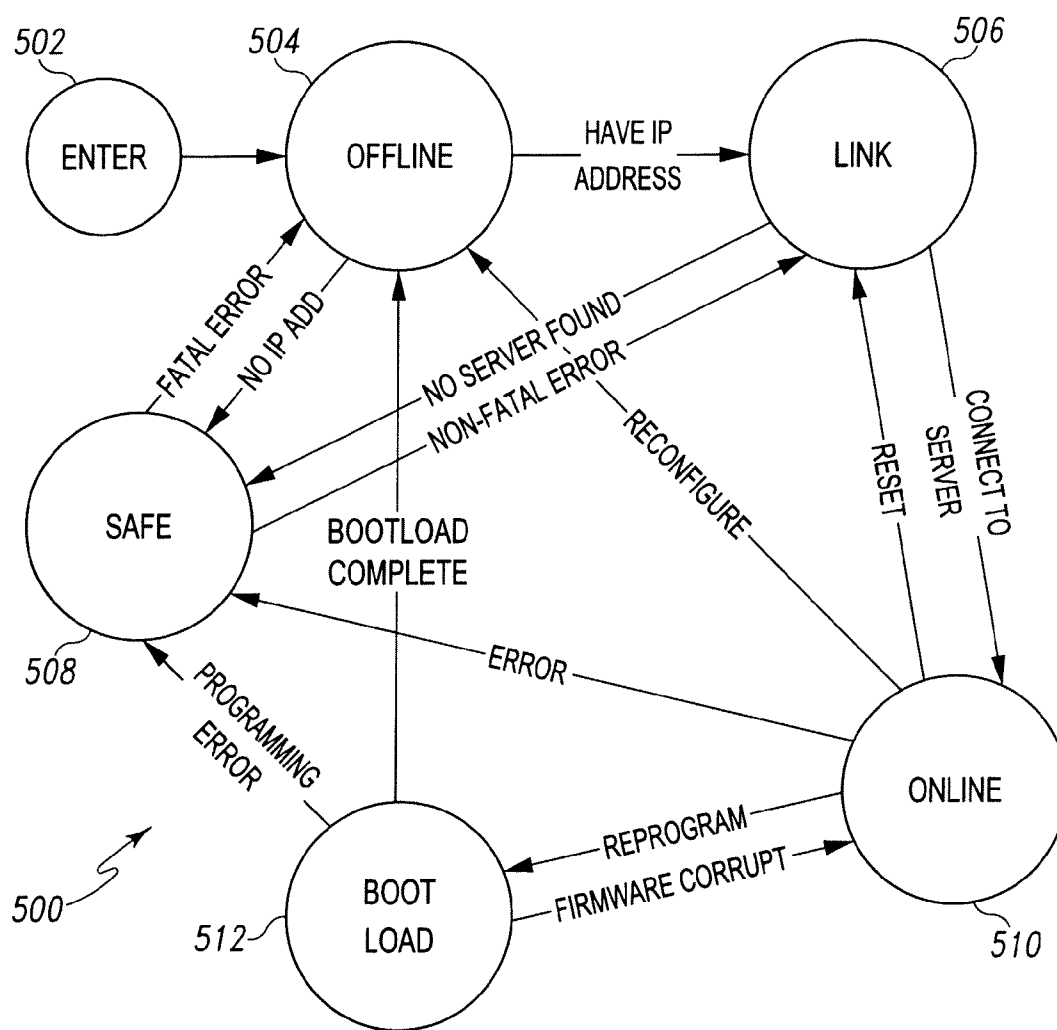 502
504
506
ENTER
OFFLINE
HAVE IP
ADDRESS
LINK
FATAL ERROR
NO IP ADD
NO SERVER FOUND
NON-FATAL ERROR
RECONFIGURE
RESET
CONNECT TO
SERVER
SAFE
BOOTLOAD
COMPLETE
508
ERROR
PROGRAMMING
ERROR
ONLINE
REPROGRAM
FIRMWARE CORRUPT
BOOT
LOAD
500
512
510